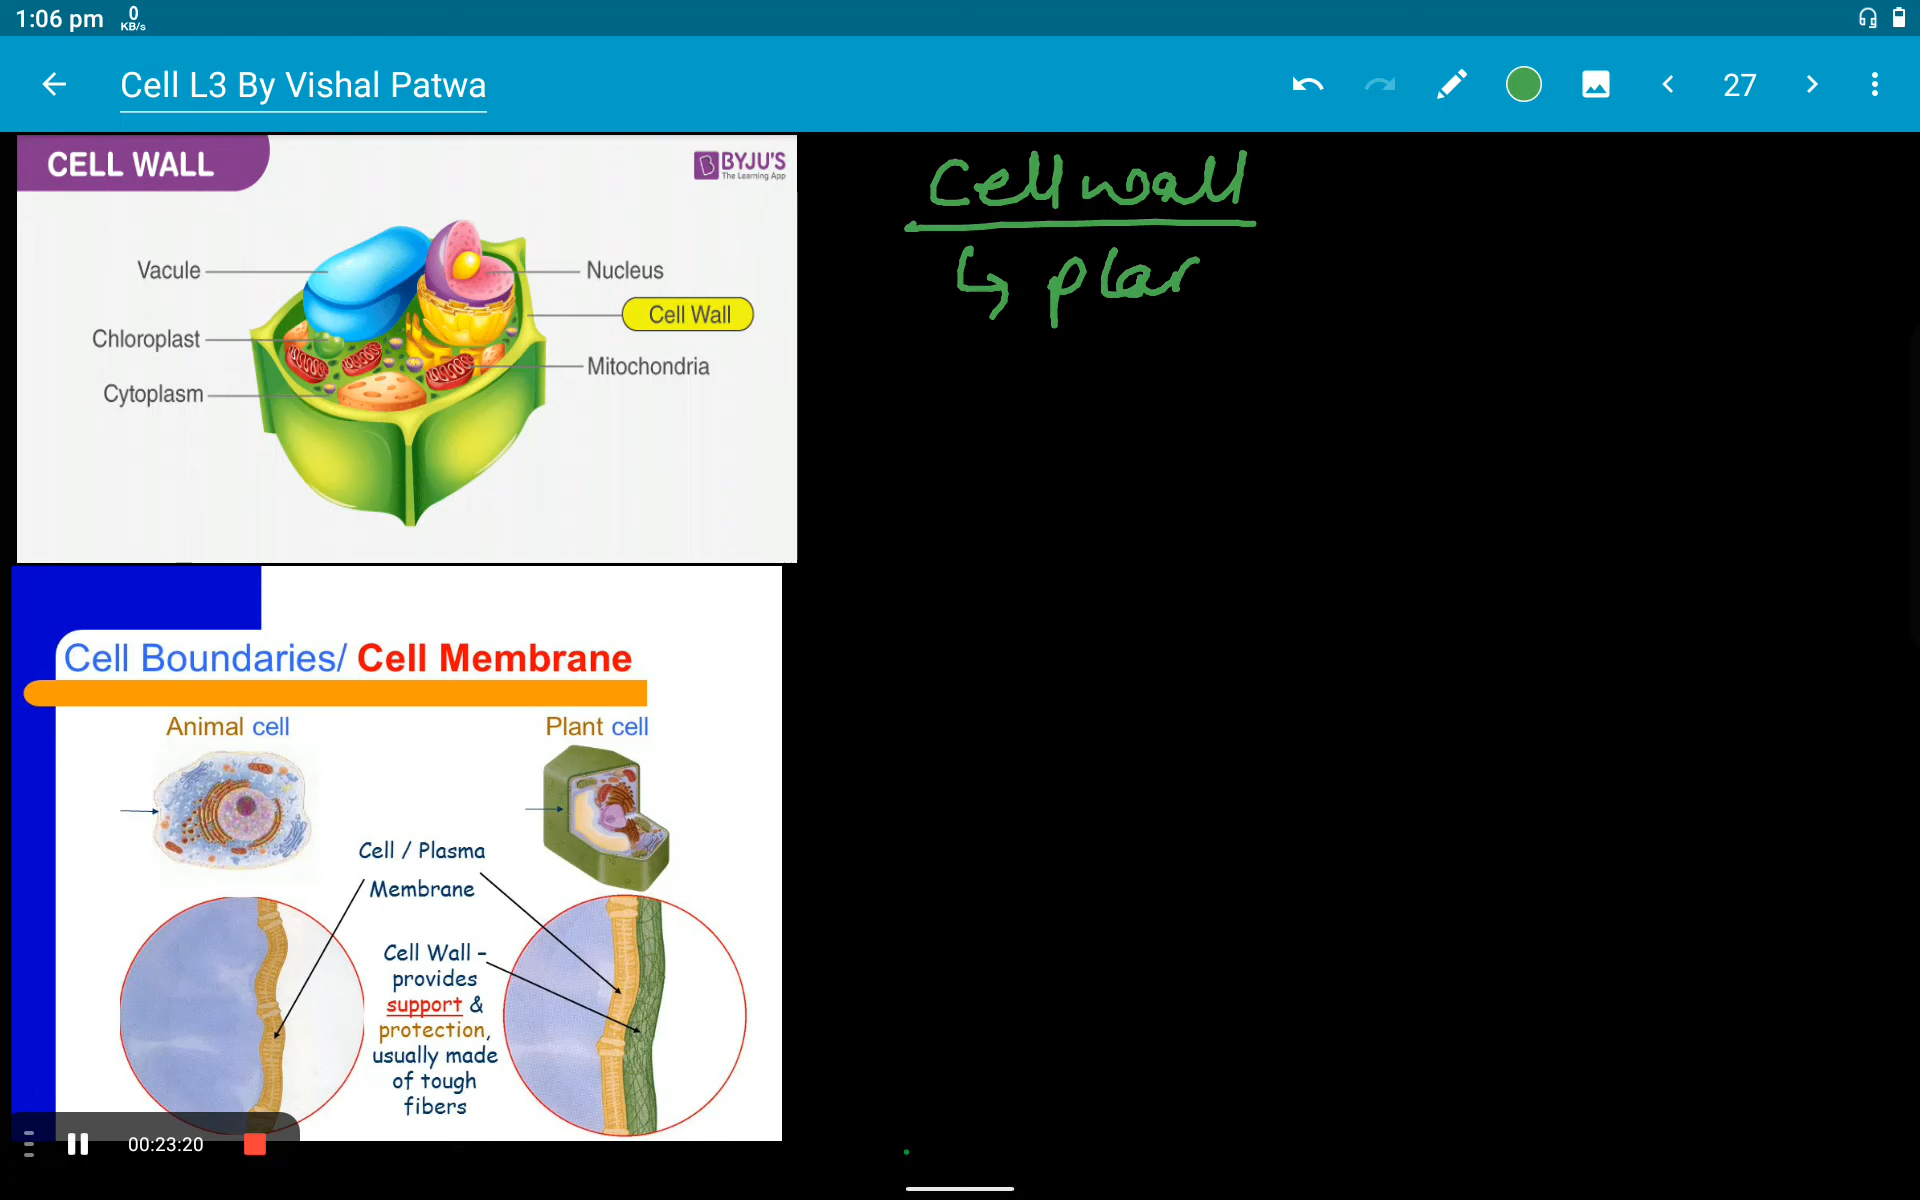 1:06 pm 0 KB/s
Cell L3 By Vishal Patwa
27
CELL WALL
BYJU'S
The Learning App
Vacule
Nucleus
Cell Wall
Chloroplast
Mitochondria
Cytoplasm
Cell wall
↳ plan
Cell Boundaries/ Cell Membrane
Animal cell
Plant cell
Cell / Plasma
Membrane
Cell Wall –
provides
support &
protection,
usually made
of tough
fibers
00:23:20